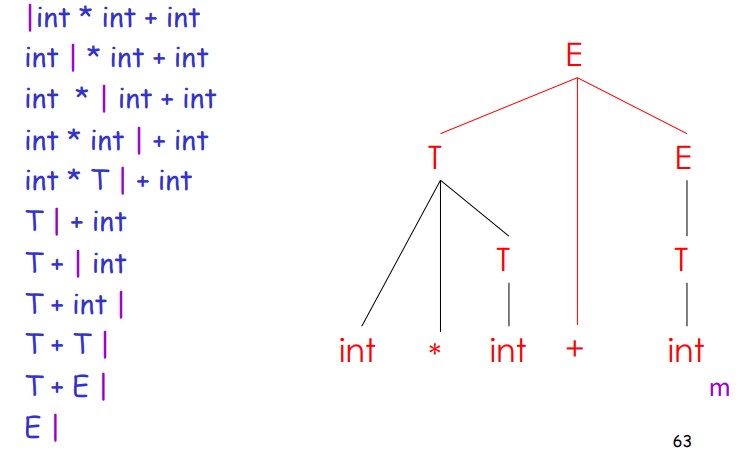 |int * int + int
int | * int + int
int * | int + int
int * int | + int
int * T | + int
T | + int
T + | int
T + int |
T + T |
T + E |
E |
E
T E
T T
int * int + int
m
63